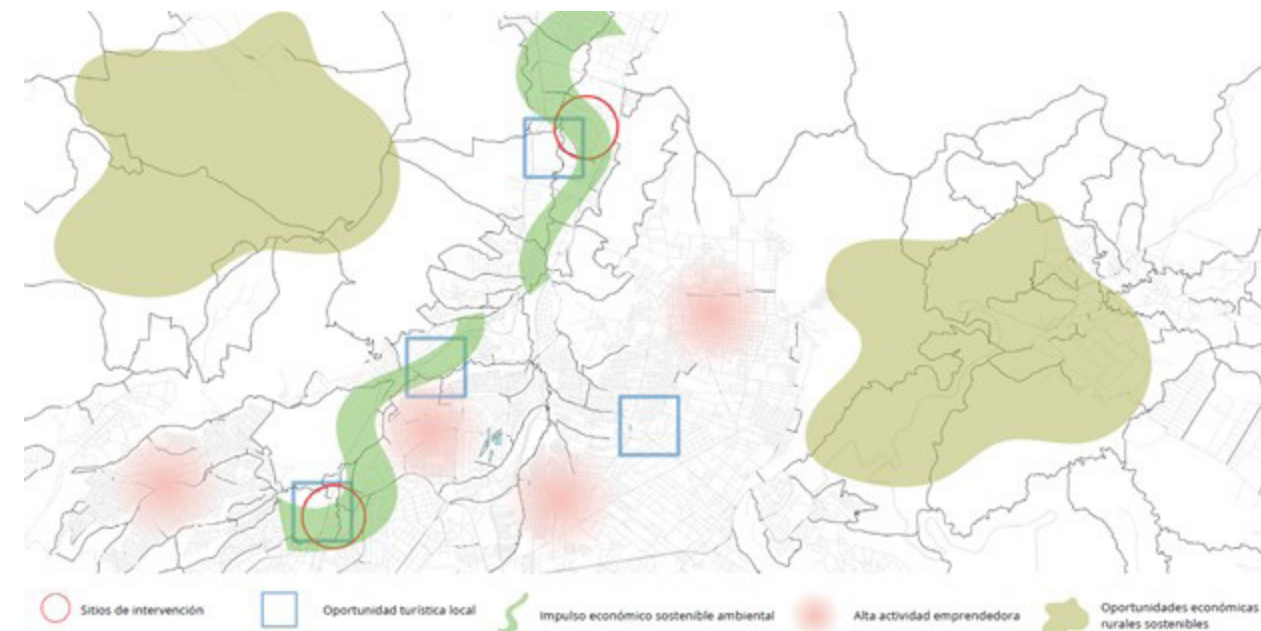 Sitios de intervención
Oportunidad turística local
Impulso económico sostenible ambiental
Alta actividad emprendedora
Oportunidades económicas
rurales sostenibles